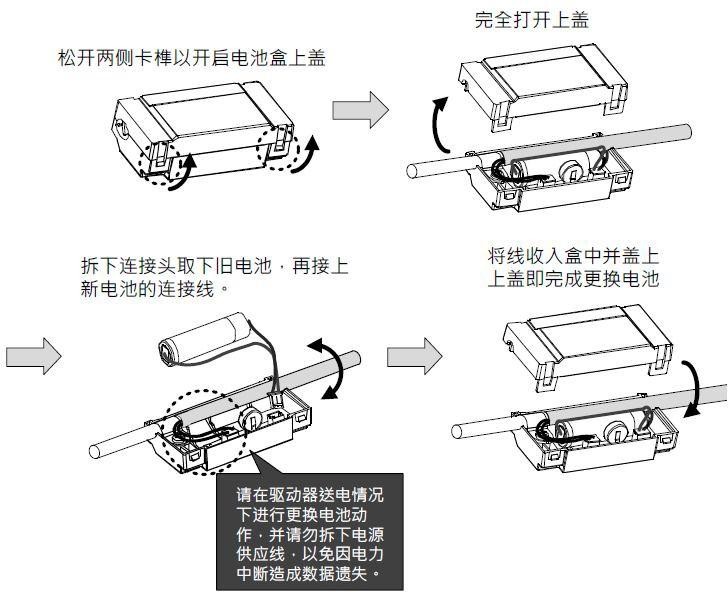 松开两侧卡榫以开启电池盒上盖
完全打开上盖
拆下连接头取下旧电池，再接上
新电池的连接线。
将线收入盒中并盖上
上盖即完成更换电池
请在驱动器送电情况
下进行更换电池动
作，并请勿拆下电源
供应线，以免因电力
中断造成数据遗失。